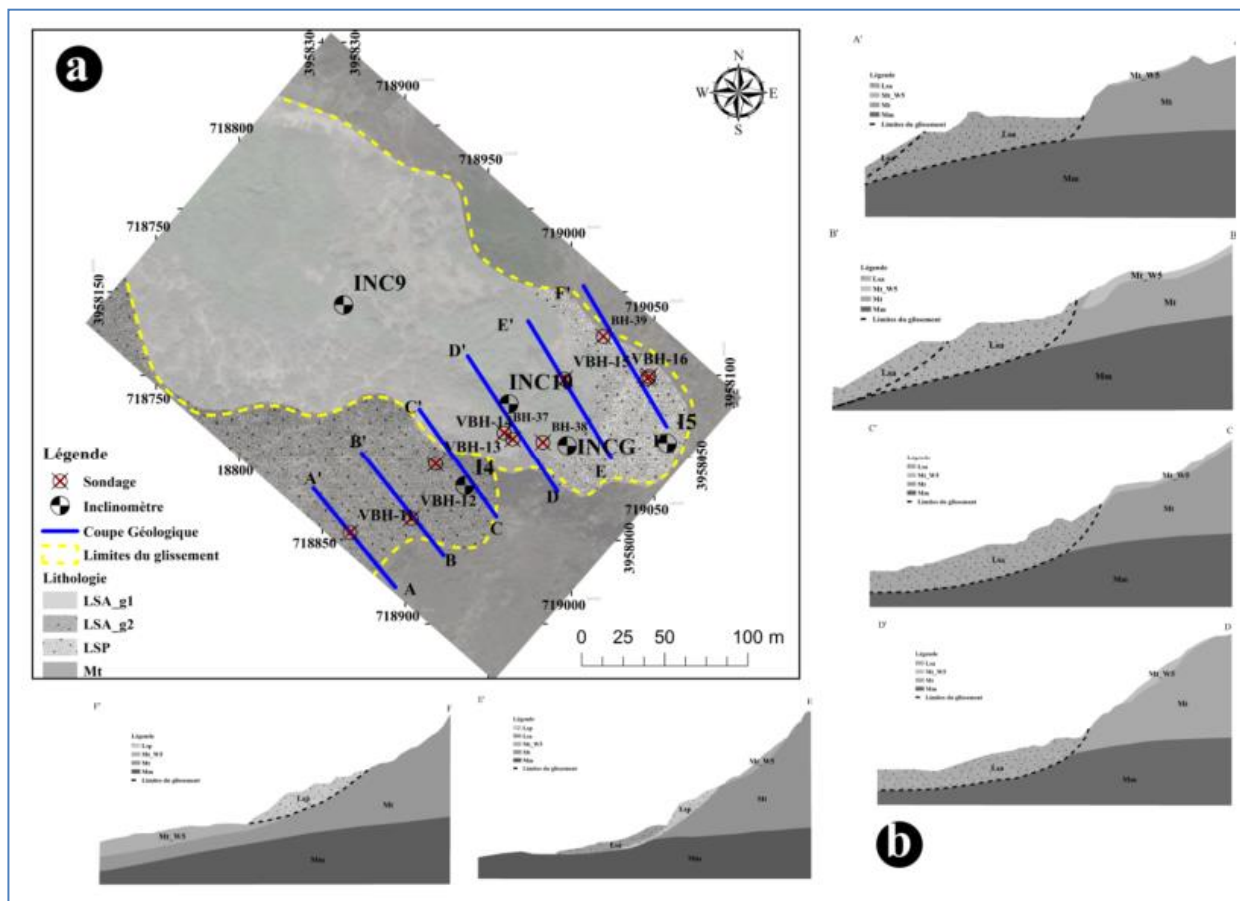 a
3958300
3958300
718900
N
W
E
S
718800
718950
718750
719000
3958150
INC9
F'
719050
E'
BH-39
D'
VBH-15
VBH-16
3958100
718750
INC10
C'
VBH-14
BH-37
I5
BH-38
INCG
B'
VBH-13
18800
I4
E
3958050
A'
D
VBH-12
C
719050
718850
B
3958000
A
719000
718900
Légende
Sondage
Inclinomètre
Coupe Géologique
Limites du glissement
Lithologie
LSA_g1
LSA_g2
LSP
Mt
0 25 50 100 m
A'
Légende
Lsa
Mt_W5
Mt
Mm
Limites du glissement
Mt_W5
Mt
Lsa
Mm
B'
B
Légende
Lsa
Mt_W5
Mt
Mm
Limites du glissement
Mt_W5
Mt
Lsa
Lsa
Mm
C'
C
Légende
Lsa
Mt_W5
Mt
Mm
Limites du glissement
Mt_W5
Mt
Lsa
Mm
D'
D
Légende
Lsa
Mt_W5
Mt
Mm
Limites du glissement
Mt_W5
Mt
Lsa
Mm
F
Légende
Lsp
Mt_W5
Mt
Mm
Limites du glissement
Lsp
Mt
Mt_W5
Mm
E'
E
Légende
Lsp
Lsa
Mt_W5
Mt
Mm
Limites du glissement
Mt_W5
Lsp
Mt
Lsa
Mm
b